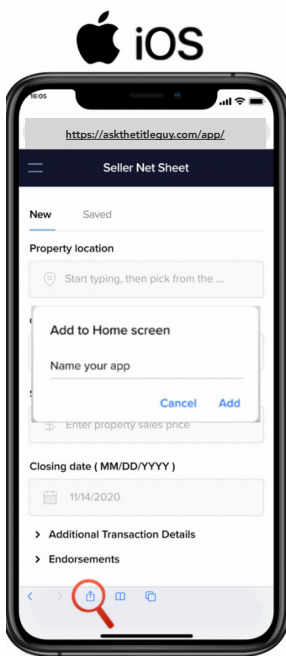 iOS
16:05
https://askthetitleguy.com/app/
Seller Net Sheet
New Saved
Property location
Start typing, then pick from the ...
Add to Home screen
Name your app
Cancel Add
$ Enter property sales price
Closing date ( MM/DD/YYYY )
11/14/2020
> Additional Transaction Details
> Endorsements